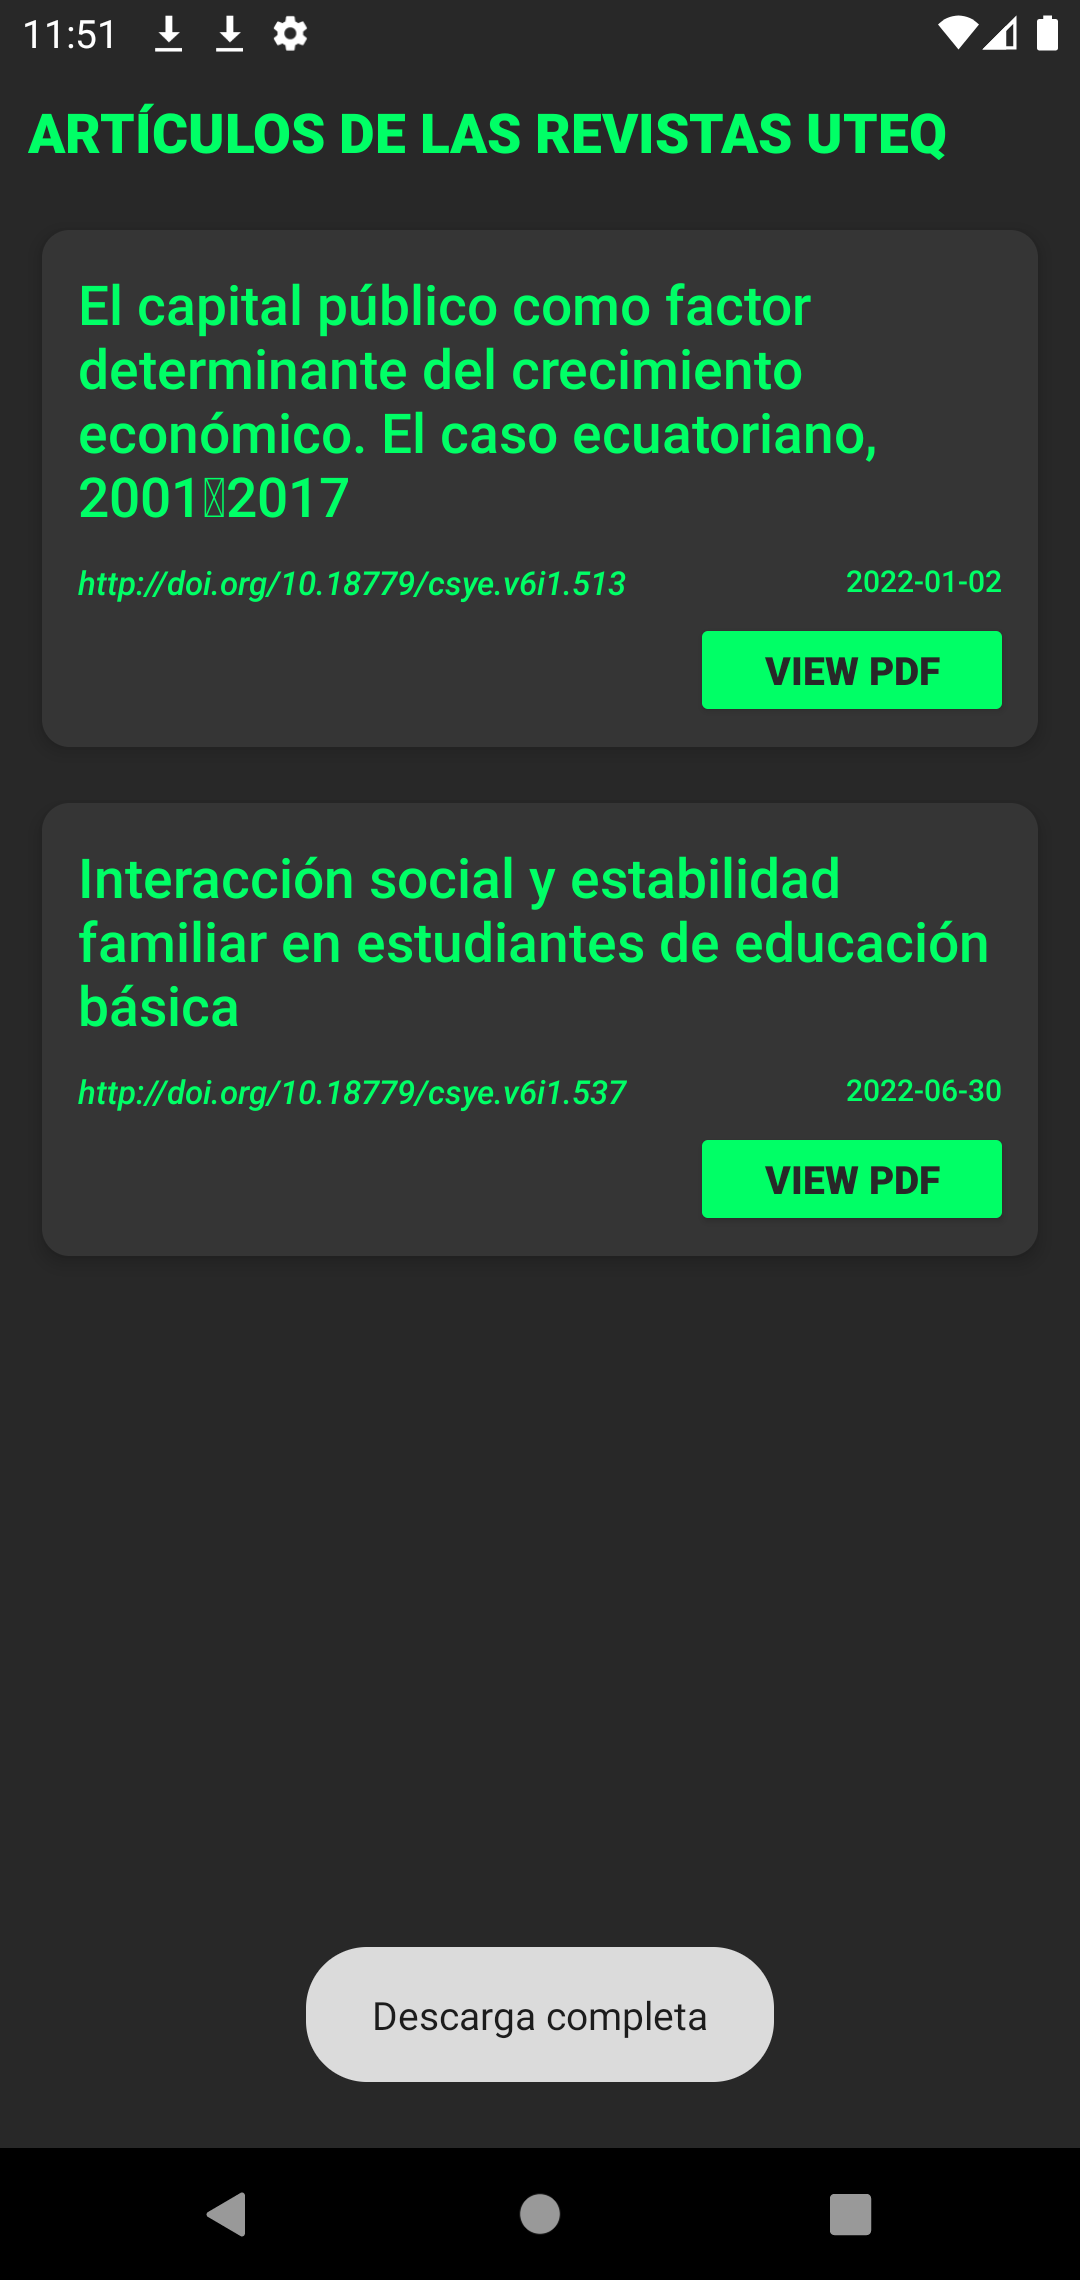 11:51
ARTÍCULOS DE LAS REVISTAS UTEQ
El capital público como factor
determinante del crecimiento
económico. El caso ecuatoriano,
2001􀀀2017
http://doi.org/10.18779/csye.v6i1.513 2022-01-02
VIEW PDF
Interacción social y estabilidad
familiar en estudiantes de educación
básica
http://doi.org/10.18779/csye.v6i1.537 2022-06-30
VIEW PDF
Descarga completa